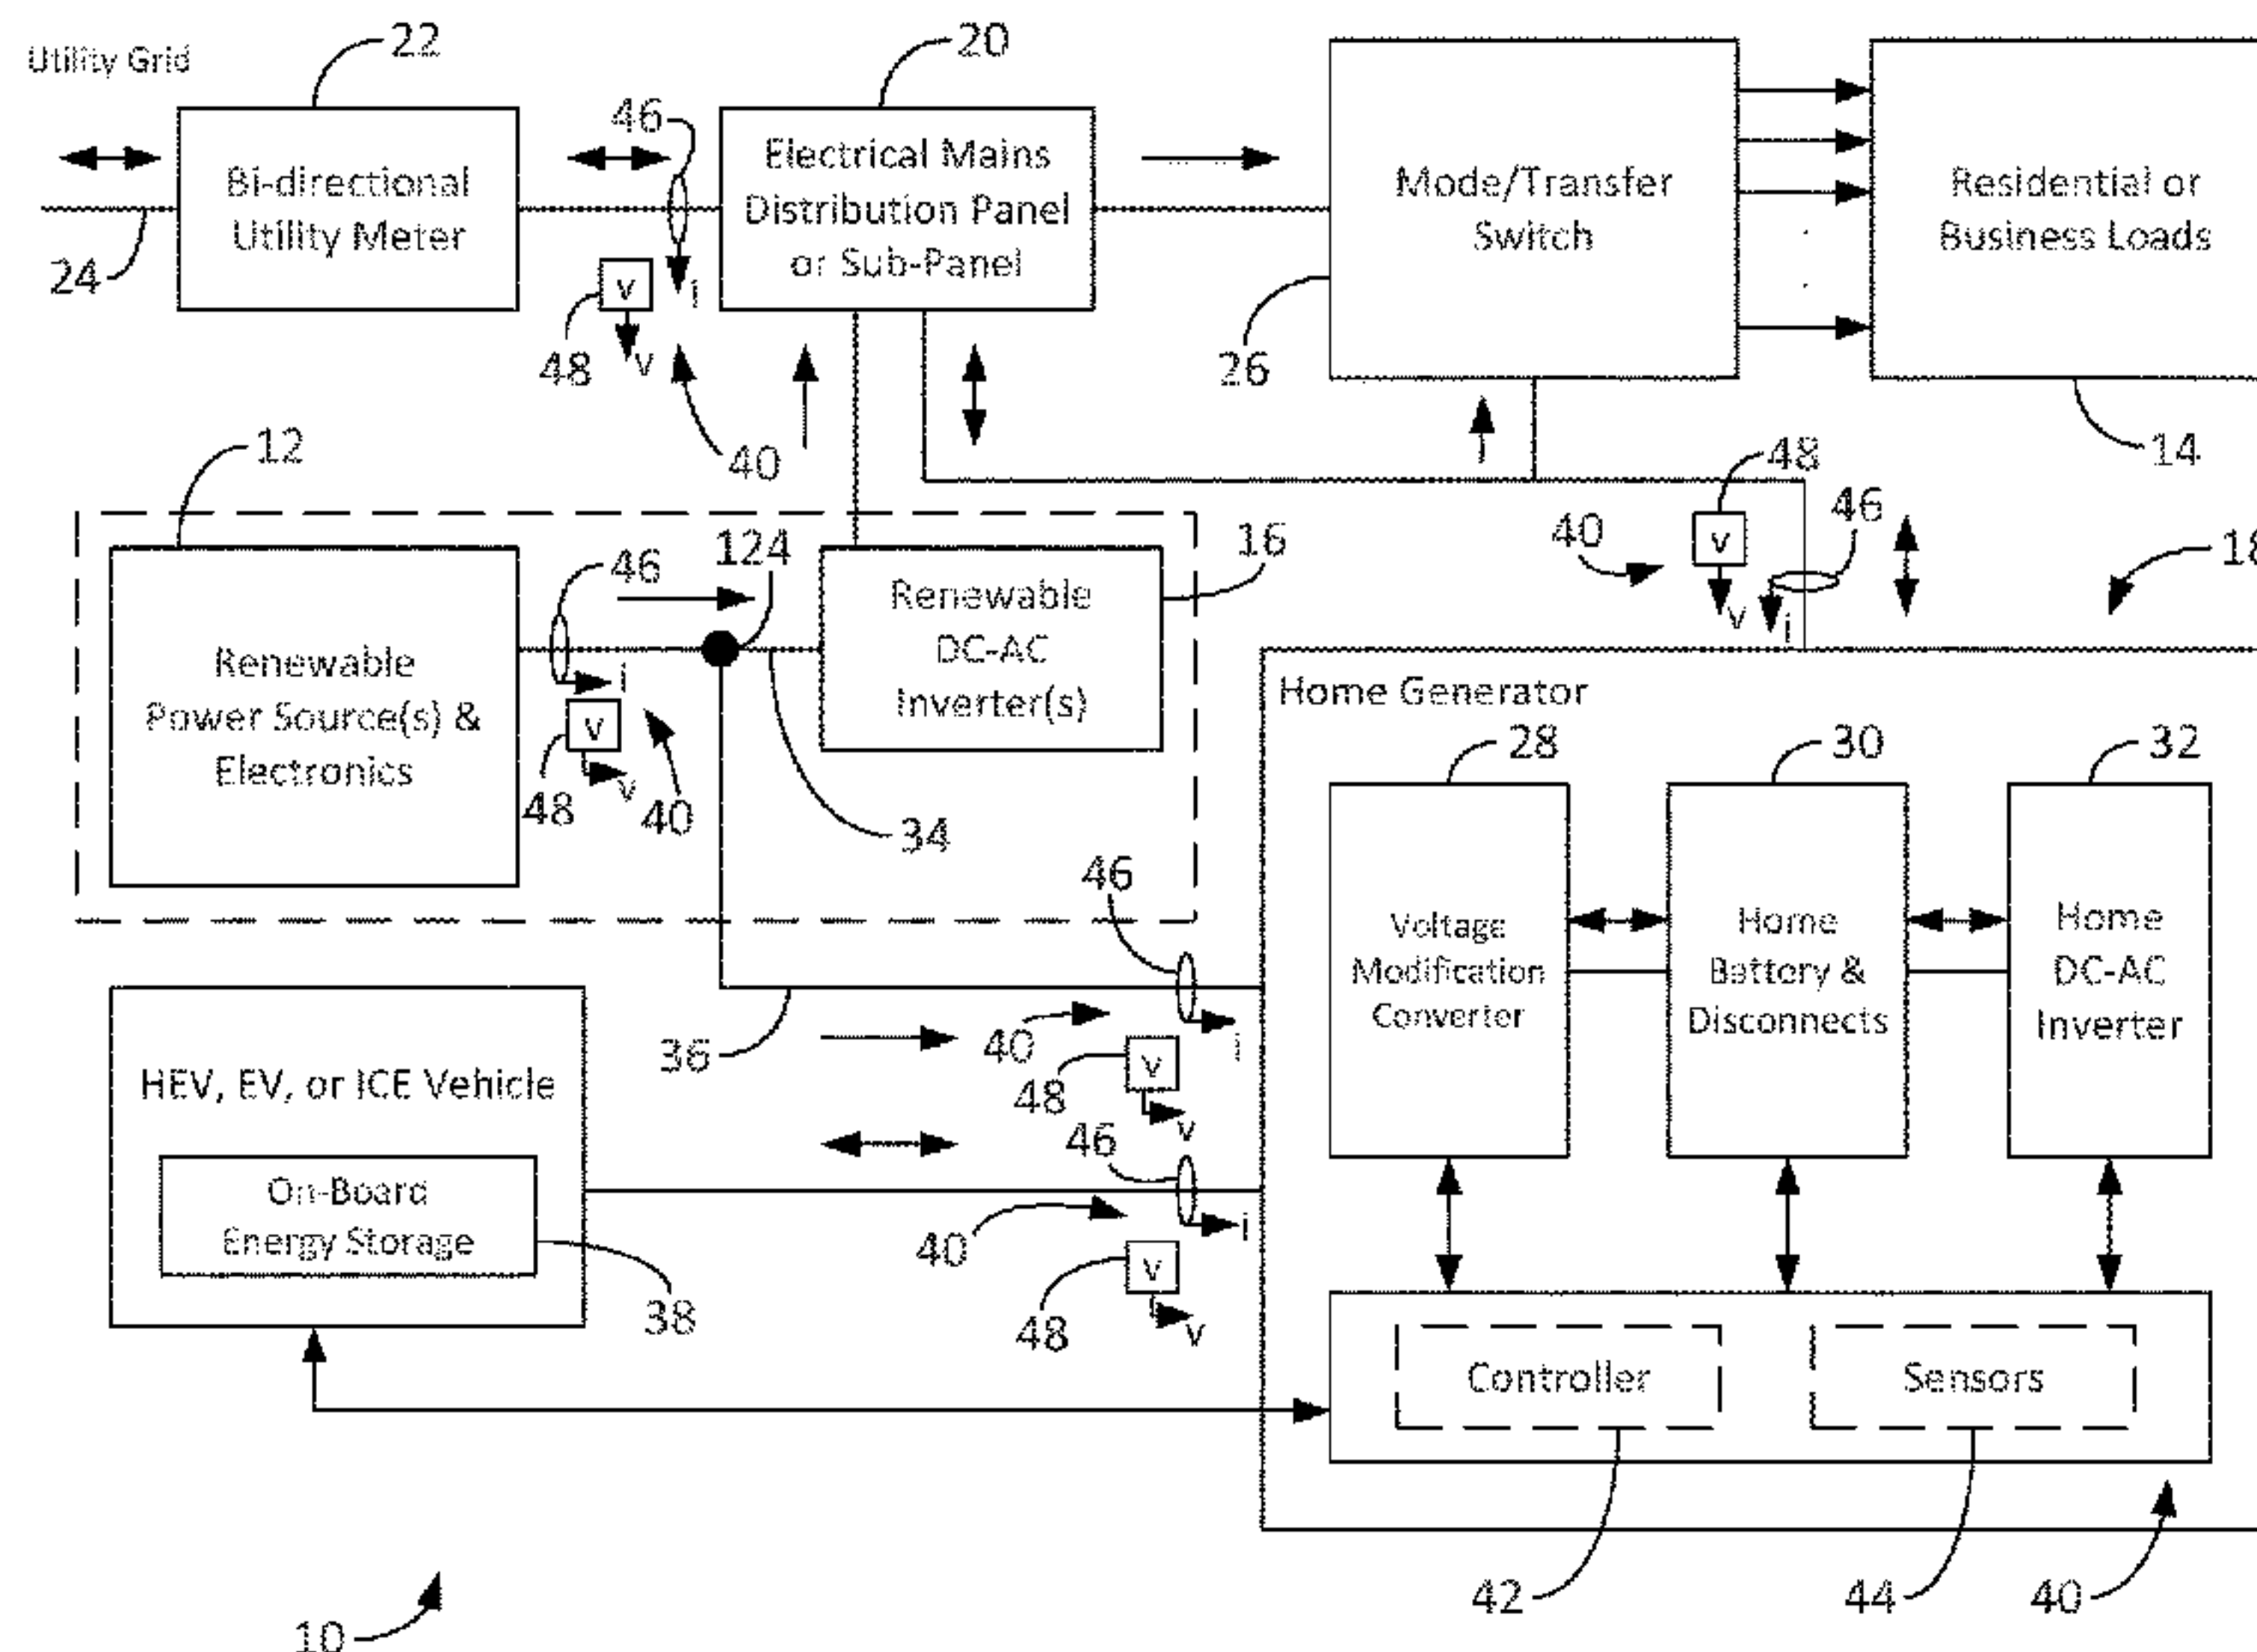 Utility Grid
22
20
46
Bi-directional
Utility Meter
Electrical Mains
Distribution Panel
or Sub-Panel
Mode/Transfer
Switch
Residential or
Business Loads
24
v
i
48
v
26
40
14
12
48
46
40
v
v
i
18
124
16
46
Renewable
Power Source(s) &
Electronics
i
v
48
v
40
Renewable
DC-AC
Inverter(s)
34
Home Generator
28
30
32
Voltage
Modification
Converter
Home
Battery &
Disconnects
Home
DC-AC
Inverter
46
36
40
i
48
v
v
HEV, EV, or ICE Vehicle
On-Board
Energy Storage
38
46
40
i
48
v
v
Controller
Sensors
42
44
40
10